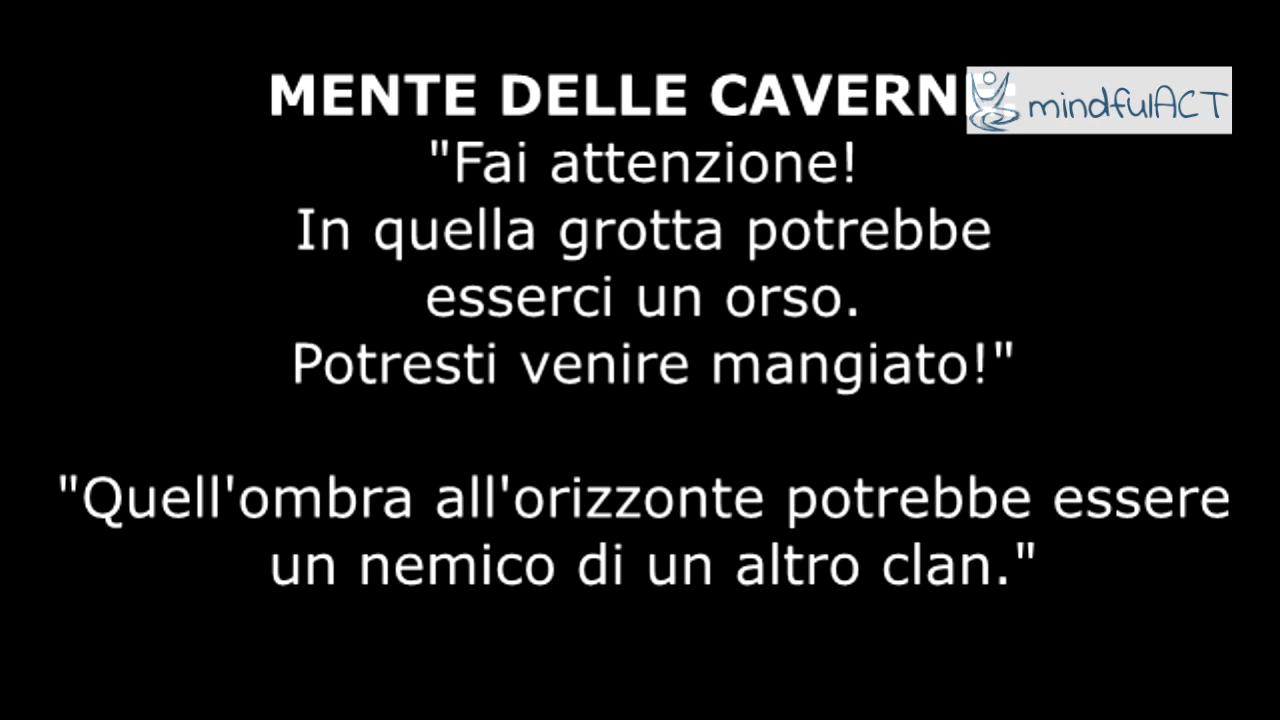 MENTE DELLE CAVERNE
mindfulACT
"Fai attenzione!
In quella grotta potrebbe
esserci un orso.
Potresti venire mangiato!"
"Quell'ombra all'orizzonte potrebbe essere
un nemico di un altro clan."